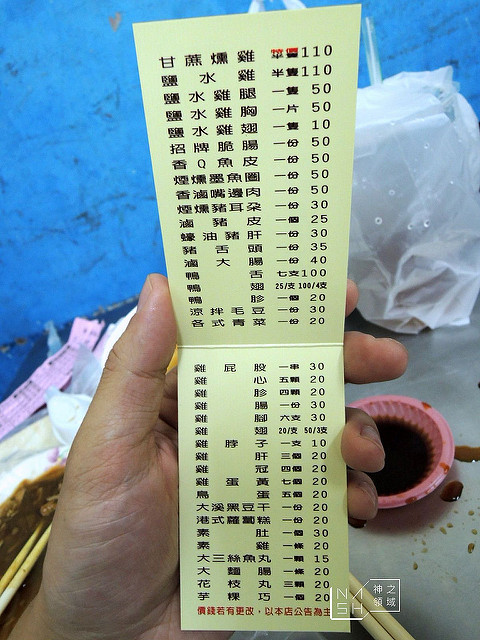 甘蔗燻雞 半隻110
鹽水雞 半隻110
鹽水雞腿 一隻 50
鹽水雞胸 一片 50
鹽水雞翅 一隻 10
招牌脆腸 一份 50
香Q魚皮 一份 50
煙燻墨魚圈 一份 50
香滷嘴邊肉 一份 50
煙燻豬耳朶 一份 30
滷豬皮 一個 25
蠔油豬肝 一份 30
豬舌頭 一份 35
滷大腸 一份 40
鴨舌 七支100
鴨翅 25/支 100/4支
鴨胗 一個 20
涼拌毛豆 一份 30
各式青菜 一份 20
雞屁股 一串 30
雞心 五顆 20
雞胗 四顆 20
雞腸 一份 30
雞腳 六支 30
雞翅 20/支 50/3支
雞脖子 一支 10
雞肝 三個 20
雞冠 四個 20
雞蛋黃 七個 20
鳥蛋 五個 20
大溪黑豆干 一份 20
港式蘿蔔糕 一份 20
素肚 一個 30
素雞 一條 20
大三絲魚丸 一顆 15
大麵腸 一條 20
花枝丸 三顆 20
芋粿巧 一個 20
價錢若有更改，以本店公告為主
NASH 神之領域